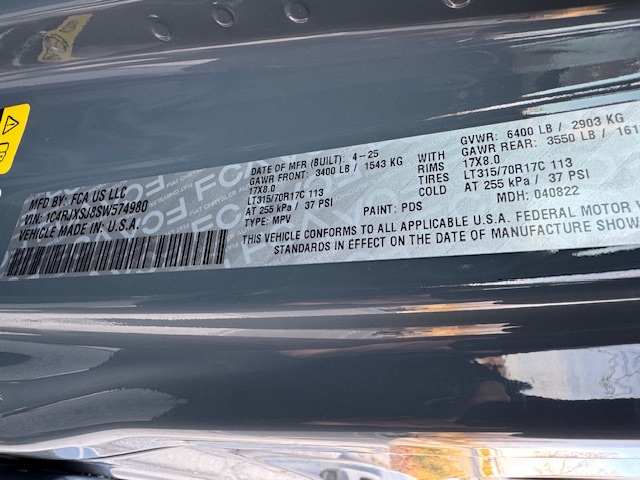 MFD BY: FCA US LLC
VIN: 1C4RJXSJ8SW574980
VEHICLE MADE IN U.S.A.
DATE OF MFR (BUILT): 4-25
GAWR FRONT: 3400 LB / 1543 KG WITH
17X8.0 RIMS
LT315/70R17C 113 TIRES
AT 255 kPa / 37 PSI COLD
TYPE: MPV PAINT: PDS
GVWR: 6400 LB / 2903 KG
GAWR REAR: 3550 LB / 161
17X8.0
LT315/70R17C 113
AT 255 kPa / 37 PSI
MDH: 040822
THIS VEHICLE CONFORMS TO ALL APPLICABLE U.S.A. FEDERAL MOTOR V
STANDARDS IN EFFECT ON THE DATE OF MANUFACTURE SHOW